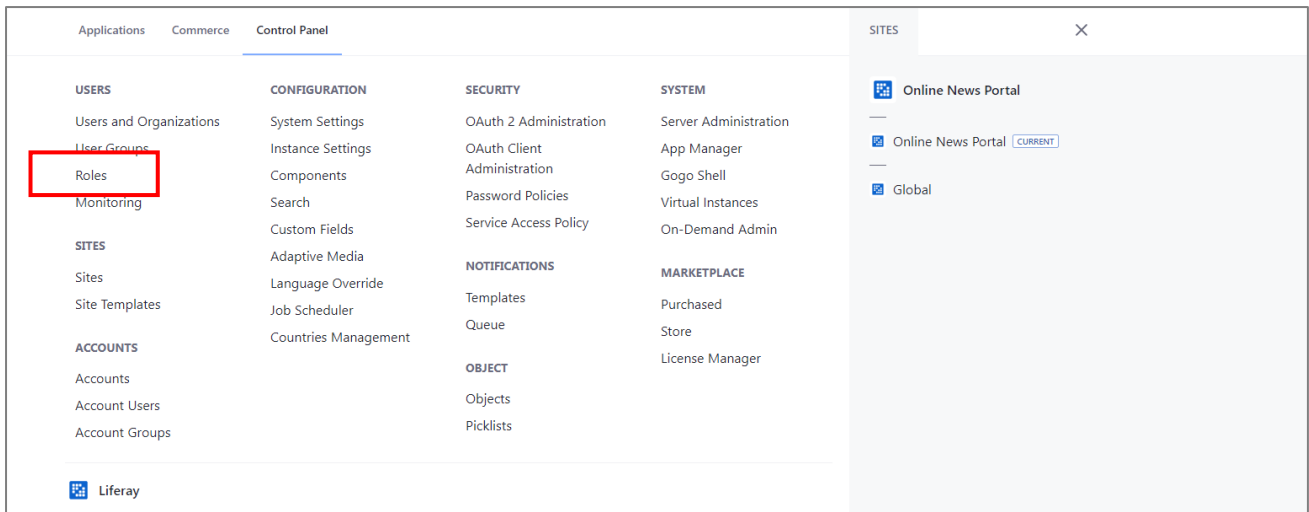 Applications Commerce Control Panel
USERS
Users and Organizations
User Groups
Roles
Monitoring
SITES
Sites
Site Templates
ACCOUNTS
Accounts
Account Users
Account Groups
CONFIGURATION
System Settings
Instance Settings
Components
Search
Custom Fields
Adaptive Media
Language Override
Job Scheduler
Countries Management
SECURITY
OAuth 2 Administration
OAuth Client
Administration
Password Policies
Service Access Policy
NOTIFICATIONS
Templates
Queue
OBJECT
Objects
Picklists
SYSTEM
Server Administration
App Manager
Gogo Shell
Virtual Instances
On-Demand Admin
MARKETPLACE
Purchased
Store
License Manager
Liferay
SITES
Online News Portal
Online News Portal CURRENT
Global